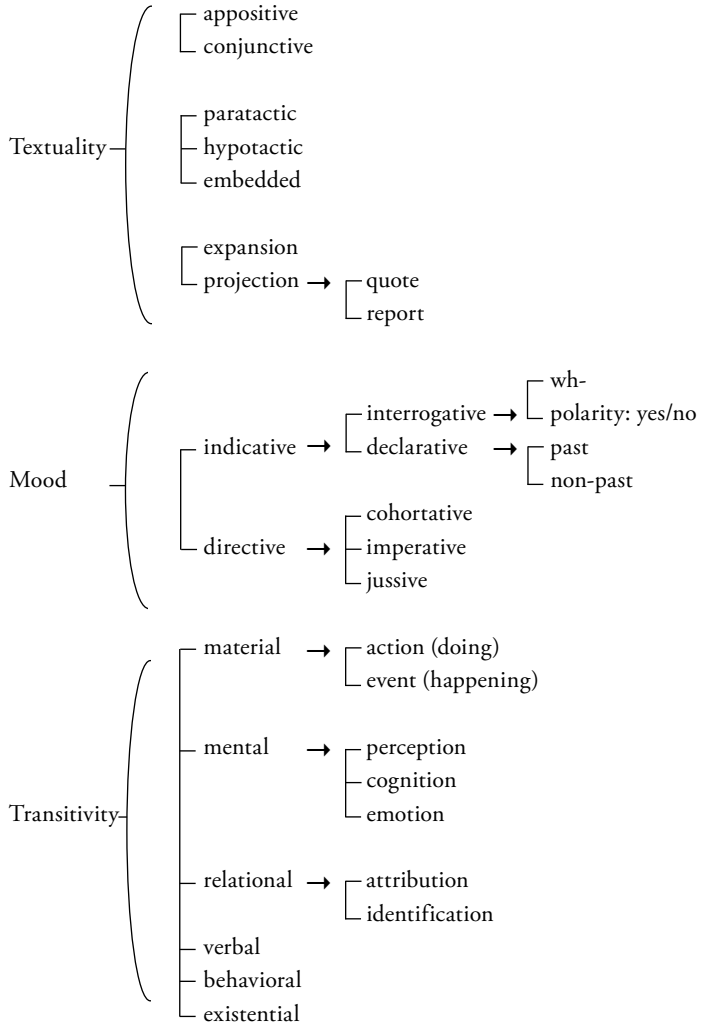 appositive
conjunctive
paratactic
Textuality hypotactic
embedded
expansion
projection quote
report
wh-
interrogative polarity: yes/no
indicative declarative past
Mood non-past
cohortative
directive imperative
jussive
material action (doing)
event (happening)
mental perception
cognition
Transitivity emotion
relational attribution
identification
verbal
behavioral
existential